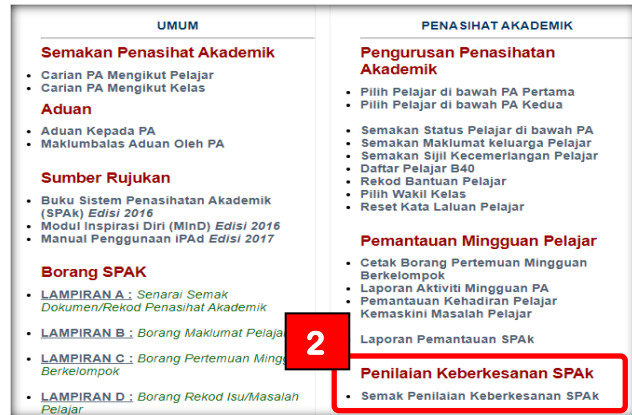 UMUM
Semakan Penasihat Akademik
• Carian PA Mengikut Pelajar
• Carian PA Mengikut Kelas
Aduan
• Aduan Kepada PA
• Maklumbalas Aduan Oleh PA
Sumber Rujukan
• Buku Sistem Penasihatan Akademik
(SPAk) Edisi 2016
• Modul Inspirasi Diri (MInD) Edisi 2016
• Manual Penggunaan iPAd Edisi 2017
Borang SPAK
• LAMPIRAN A : Senarai Semak
Dokumen/Rekod Penasihat Akademik
• LAMPIRAN B : Borang Maklumat Pelajar
• LAMPIRAN C : Borang Pertemuan
Berkelompok
• LAMPIRAN D : Borang Rekod Isu/Masalah
Pelajar
PENASIHAT AKADEMIK
Pengurusan Penasihatan
Akademik
• Pilih Pelajar di bawah PA Pertama
• Pilih Pelajar di bawah PA Kedua
• Semakan Status Pelajar di bawah PA
• Semakan Maklumat keluarga Pelajar
• Semakan Sijil Kecemerlangan Pelajar
• Daftar Pelajar B40
• Rekod Bantuan Pelajar
• Pilih Wakil Kelas
• Reset Kata Laluan Pelajar
Pemantauan Mingguan Pelajar
• Cetak Borang Pertemuan Mingguan
Berkelompok
• Laporan Aktiviti Mingguan PA
• Pemantauan Kehadiran Pelajar
Kemaskini Masalah Pelajar
Laporan Pemantauan SPAk
2
Penilaian Keberkesanan SPAk
• Semak Penilaian Keberkesanan SPAk